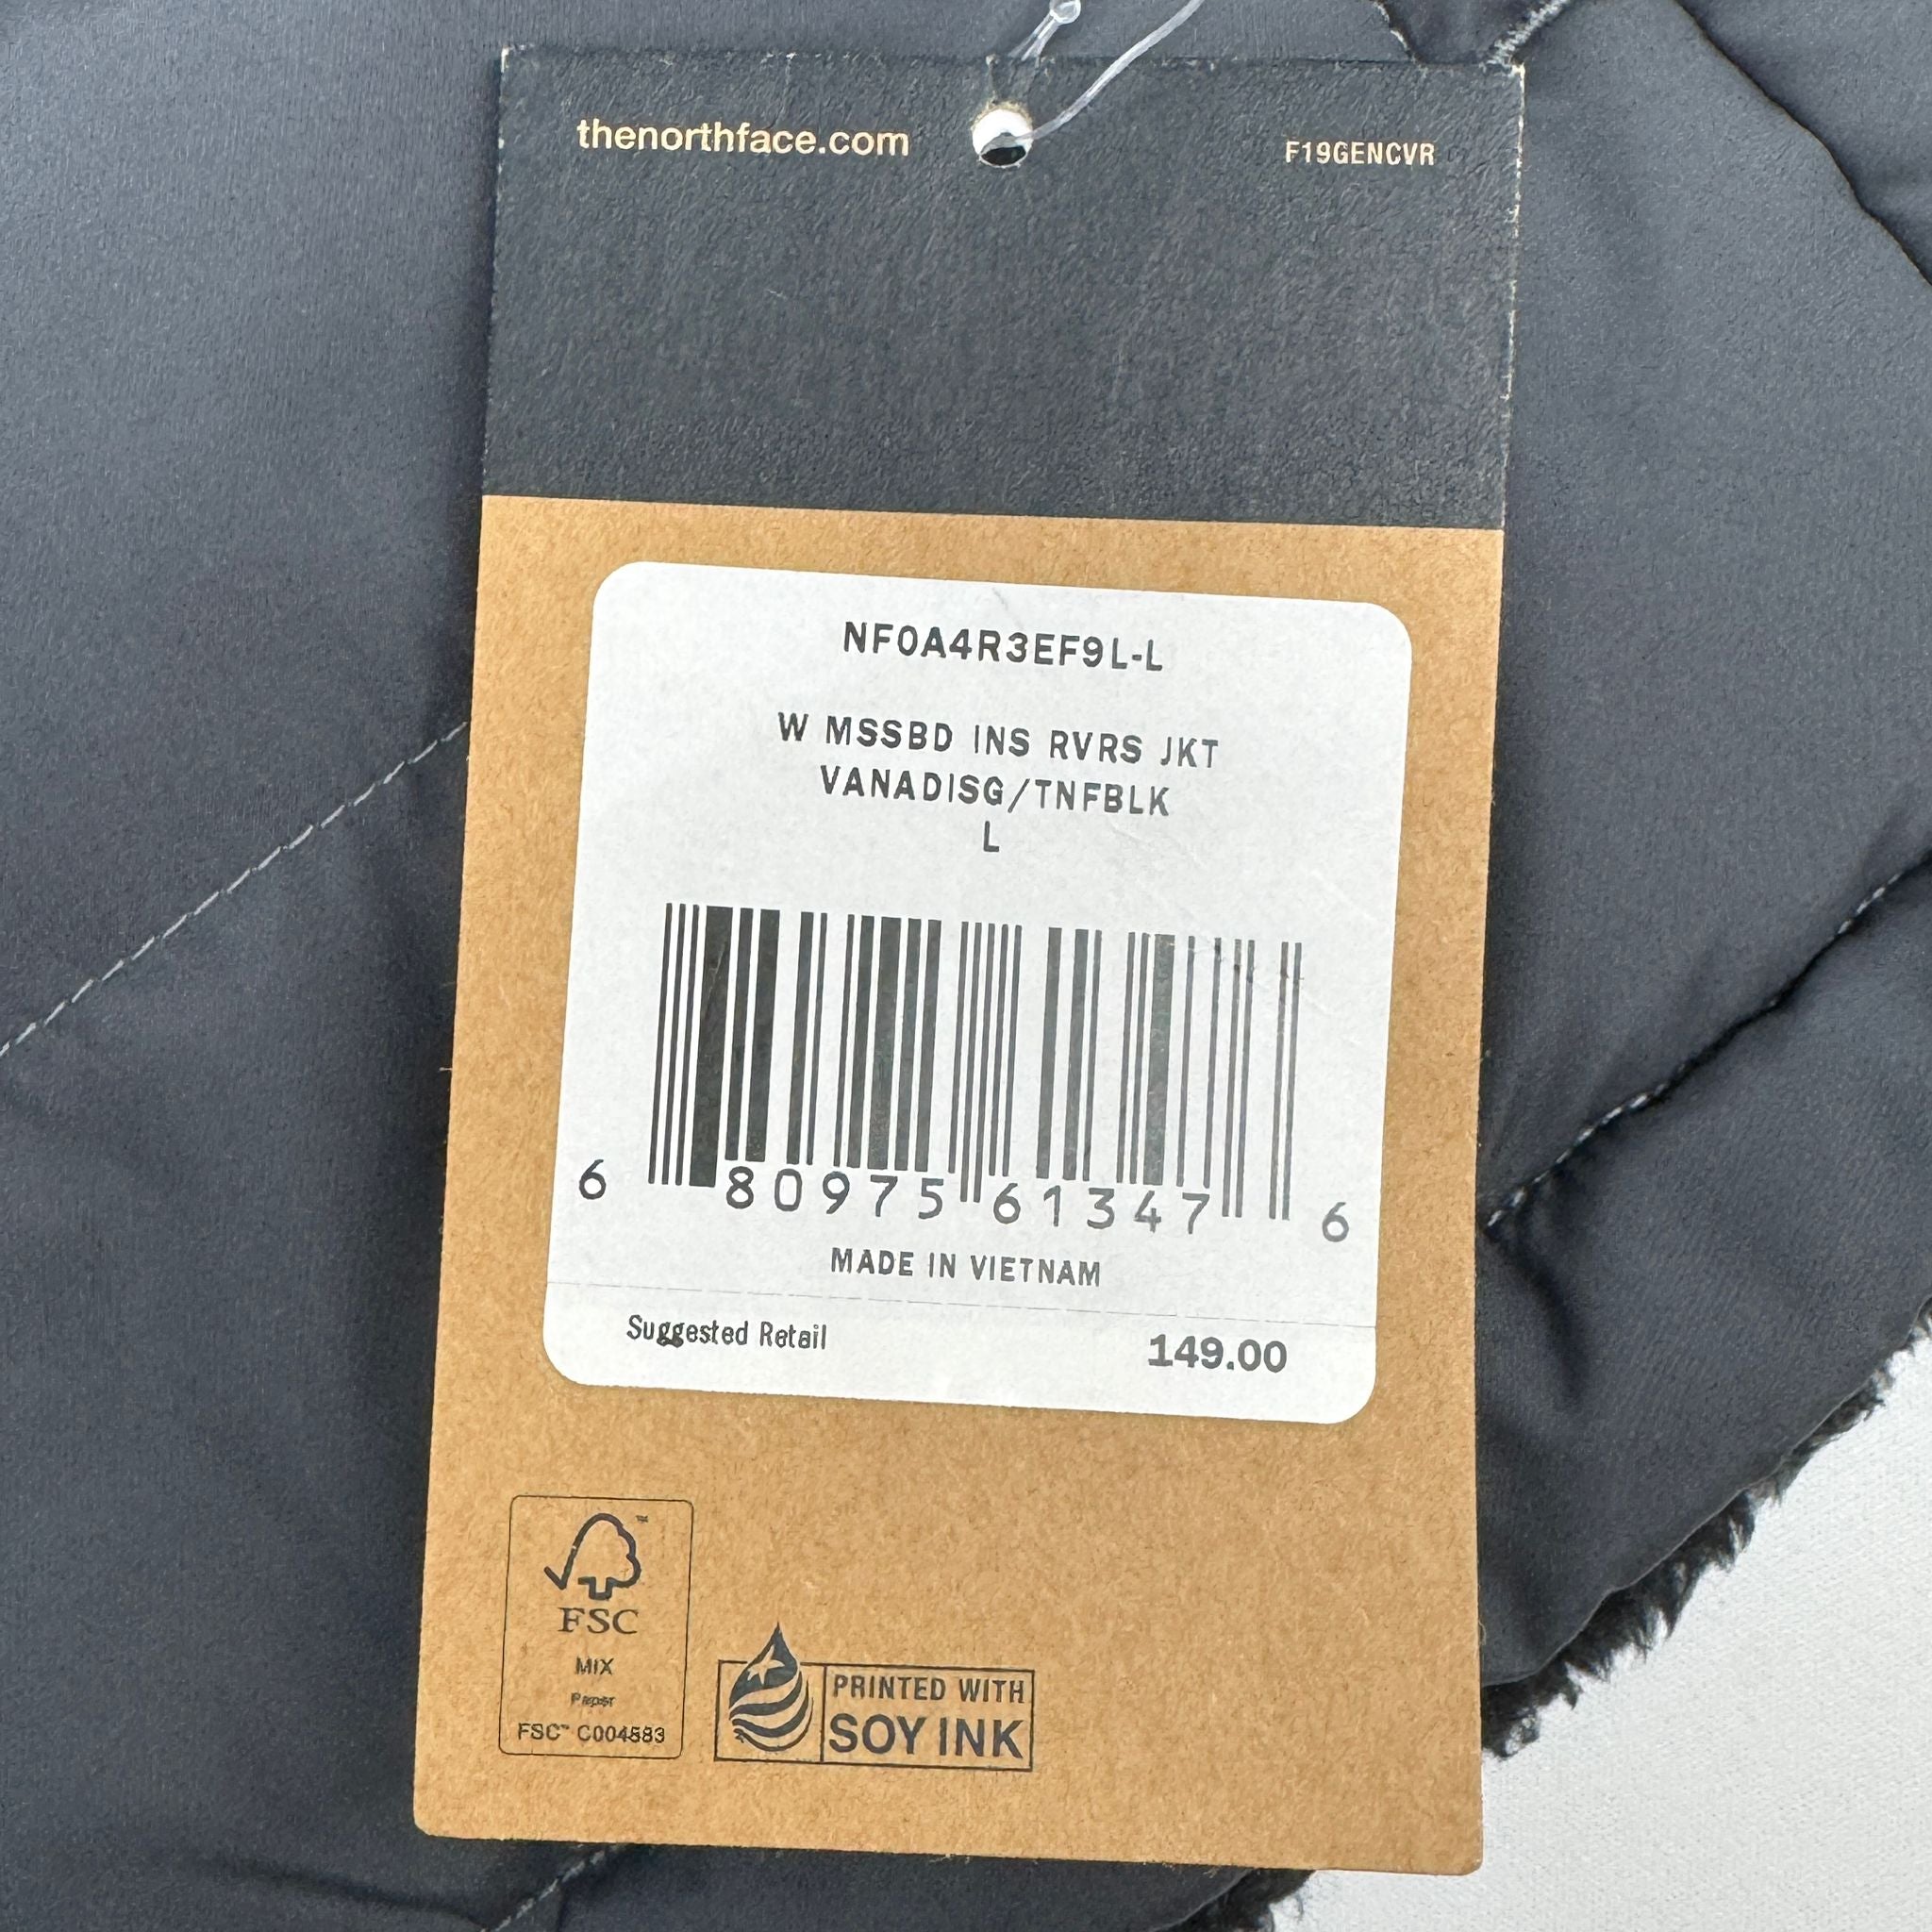 thenorthface.com
F19GENCVR
NF0A4R3EF9L-L
W MSSBD INS RVRS JKT
VANADISG/TNFBLK
L
6 80975 61347 6
MADE IN VIETNAM
Suggested Retail 149.00
FSC
MIX
Paper
FSC™ C004583
PRINTED WITH
SOY INK